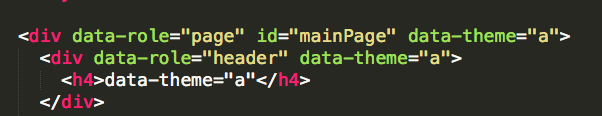 <div data-role="page" id="mainPage" data-theme="a">
<div data-role="header" data-theme="a">
<h4>data-theme="a"</h4>
</div>